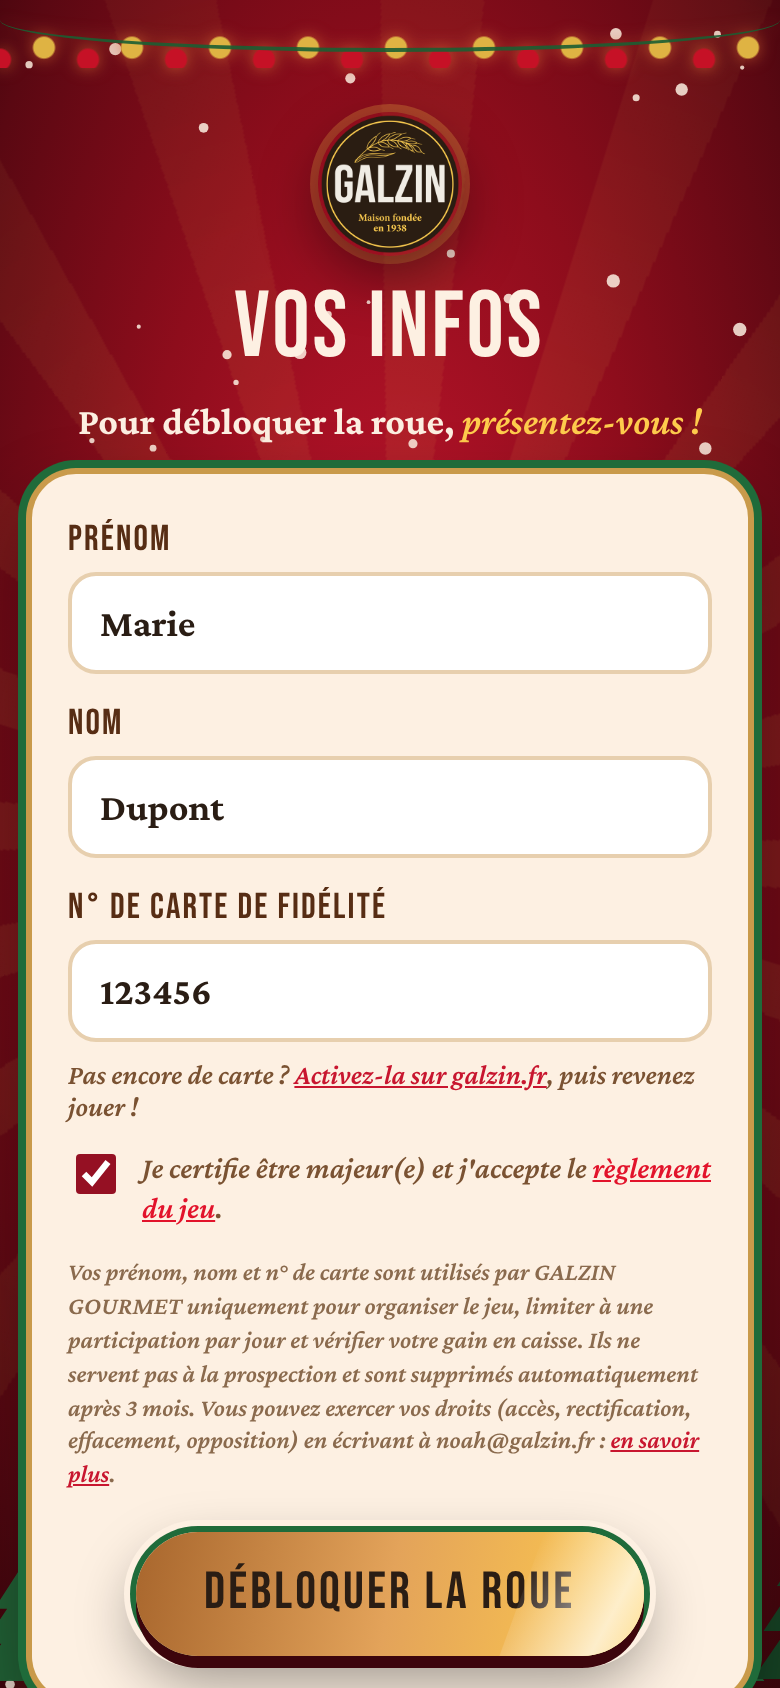 GALZIN
Maison fondée
en 1938
VOS INFOS
Pour débloquer la roue, présentez-vous !
PRÉNOM
Marie
NOM
Dupont
N° DE CARTE DE FIDÉLITÉ
123456
Pas encore de carte ? Activez-la sur galzin.fr, puis revenez
jouer !
Je certifie être majeur(e) et j'accepte le règlement
du jeu.
Vos prénom, nom et n° de carte sont utilisés par GALZIN
GOURMET uniquement pour organiser le jeu, limiter à une
participation par jour et vérifier votre gain en caisse. Ils ne
servent pas à la prospection et sont supprimés automatiquement
après 3 mois. Vous pouvez exercer vos droits (accès, rectification,
effacement, opposition) en écrivant à noah@galzin.fr : en savoir
plus.
DÉBLOQUER LA ROUE